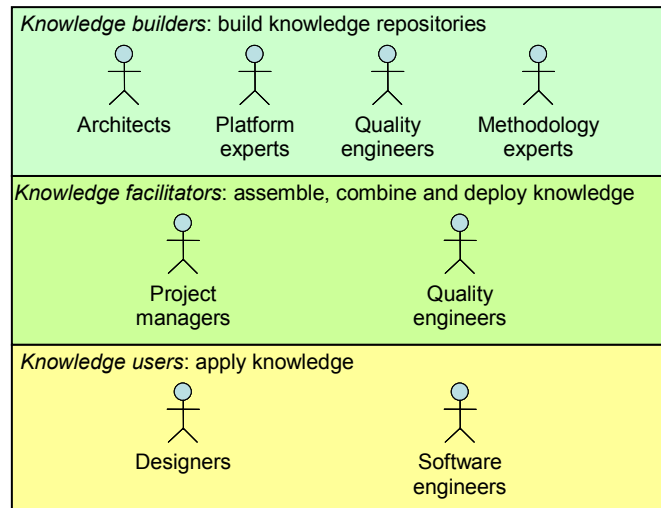 Knowledge builders: build knowledge repositories
Architects
Platform
experts
Quality
engineers
Methodology
experts
Knowledge facilitators: assemble, combine and deploy knowledge
Project
managers
Quality
engineers
Knowledge users: apply knowledge
Designers
Software
engineers